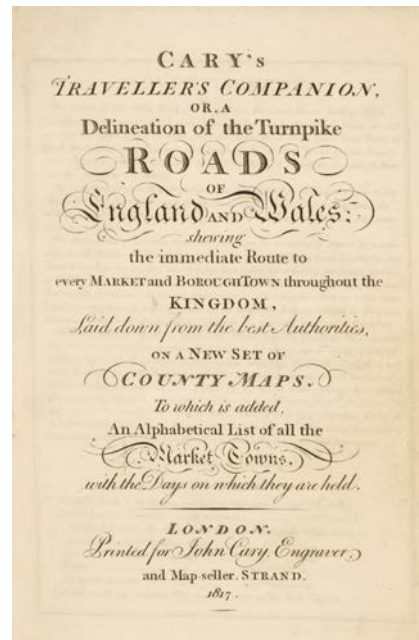 CARY'S
TRAVELLER'S COMPANION,
OR, A
Delineation of the Turnpike
ROADS
OF
England AND Wales;
shewing
the immediate Route to
every MARKET and BOROUGH TOWN throughout the
KINGDOM,
Laid down from the best Authorities,
ON A NEW SET OF
COUNTY MAPS.
To which is added,
An Alphabetical List of all the
Market Towns,
with the Days on which they are held.
LONDON.
Printed for John Cary, Engraver,
and Map-seller. STRAND.
1817.